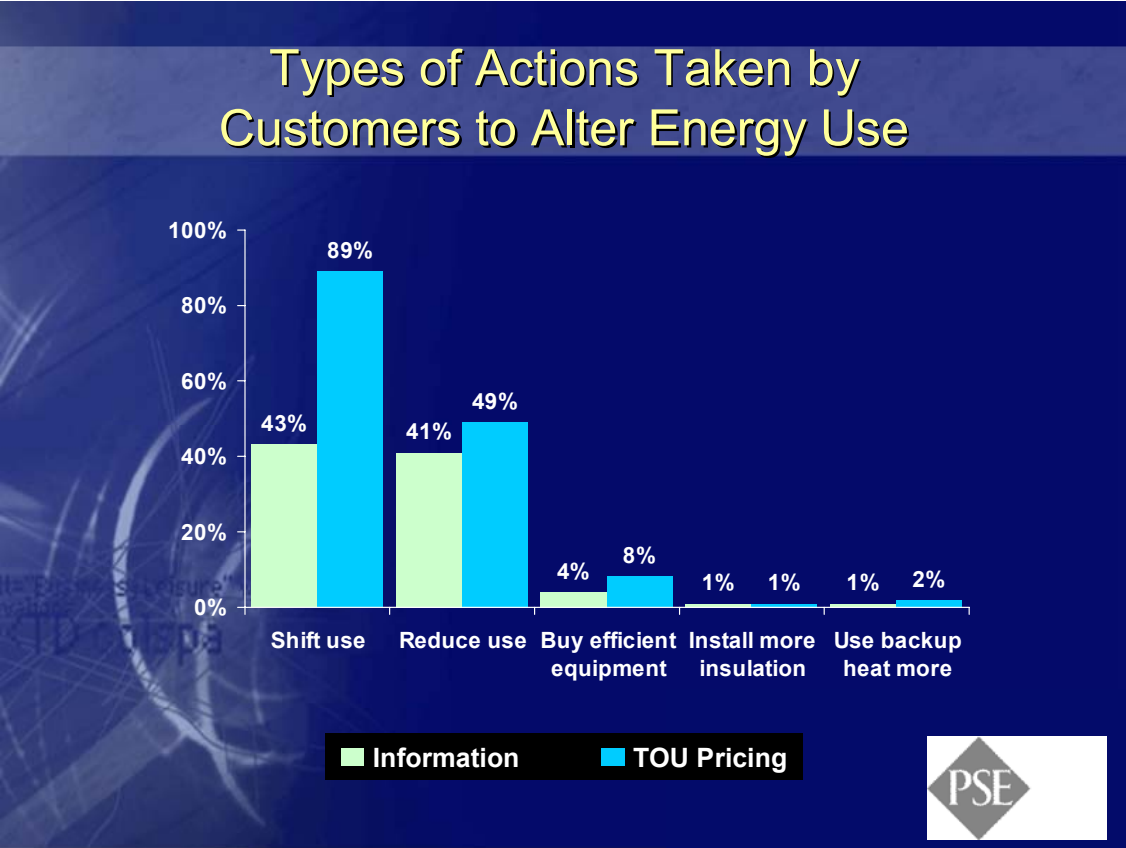 Types of Actions Taken by
Customers to Alter Energy Use
100%
80%
60%
40%
20%
0%
43%
89%
41%
49%
4%
8%
1%
1%
1%
2%
Shift use
Reduce use
Buy efficient
equipment
Install more
insulation
Use backup
heat more
Information
TOU Pricing
PSE